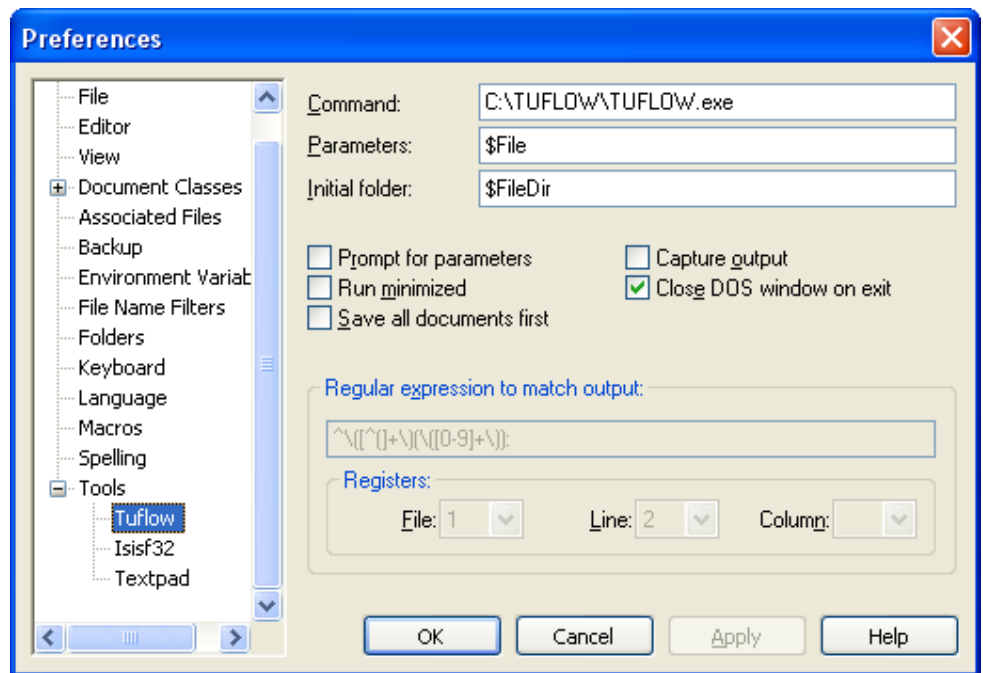 Preferences
File
Editor
View
Document Classes
Associated Files
Backup
Environment Variab
File Name Filters
Folders
Keyboard
Language
Macros
Spelling
Tools
Tuflow
Isisf32
Textpad
Command: C:\TUFLOW\TUFLOW.exe
Parameters: $File
Initial folder: $FileDir
Prompt for parameters
Capture output
Run minimized
Close DOS window on exit
Save all documents first
Regular expression to match output:
^\([^(]+\)(\([0-9]+\)):
Registers:
File: 1 Line: 2 Column:
OK Cancel Apply Help